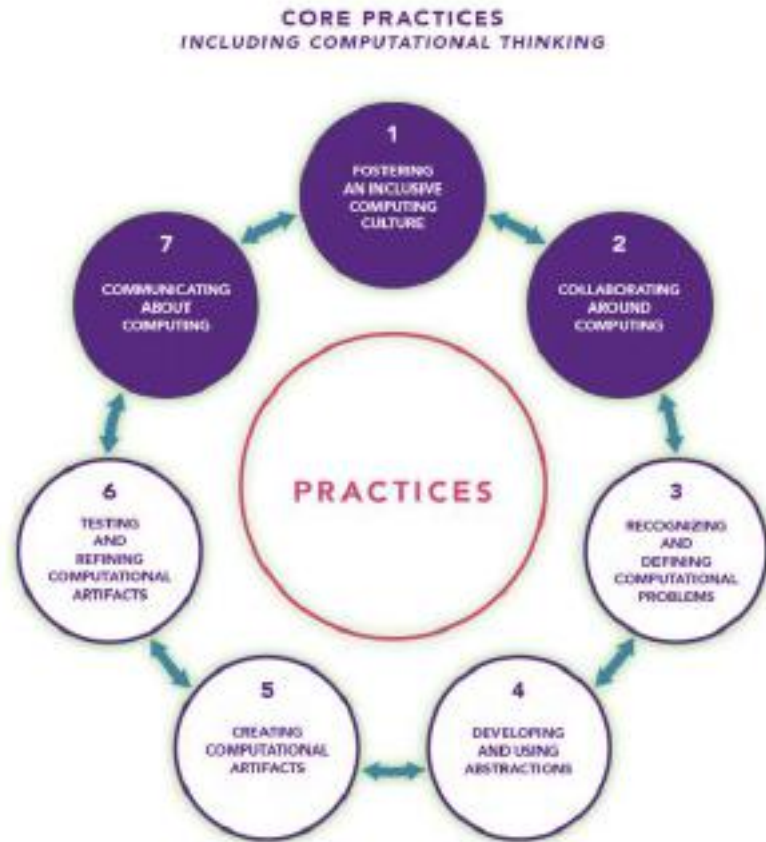 CORE PRACTICES
INCLUDING COMPUTATIONAL THINKING
1
FOSTERING
AN INCLUSIVE
COMPUTING
CULTURE
2
COLLABORATING
AROUND
COMPUTING
3
RECOGNIZING
AND
DEFINING
COMPUTATIONAL
PROBLEMS
4
DEVELOPING
AND USING
ABSTRACTIONS
5
CREATING
COMPUTATIONAL
ARTIFACTS
6
TESTING
AND
REFINING
COMPUTATIONAL
ARTIFACTS
7
COMMUNICATING
ABOUT
COMPUTING
PRACTICES